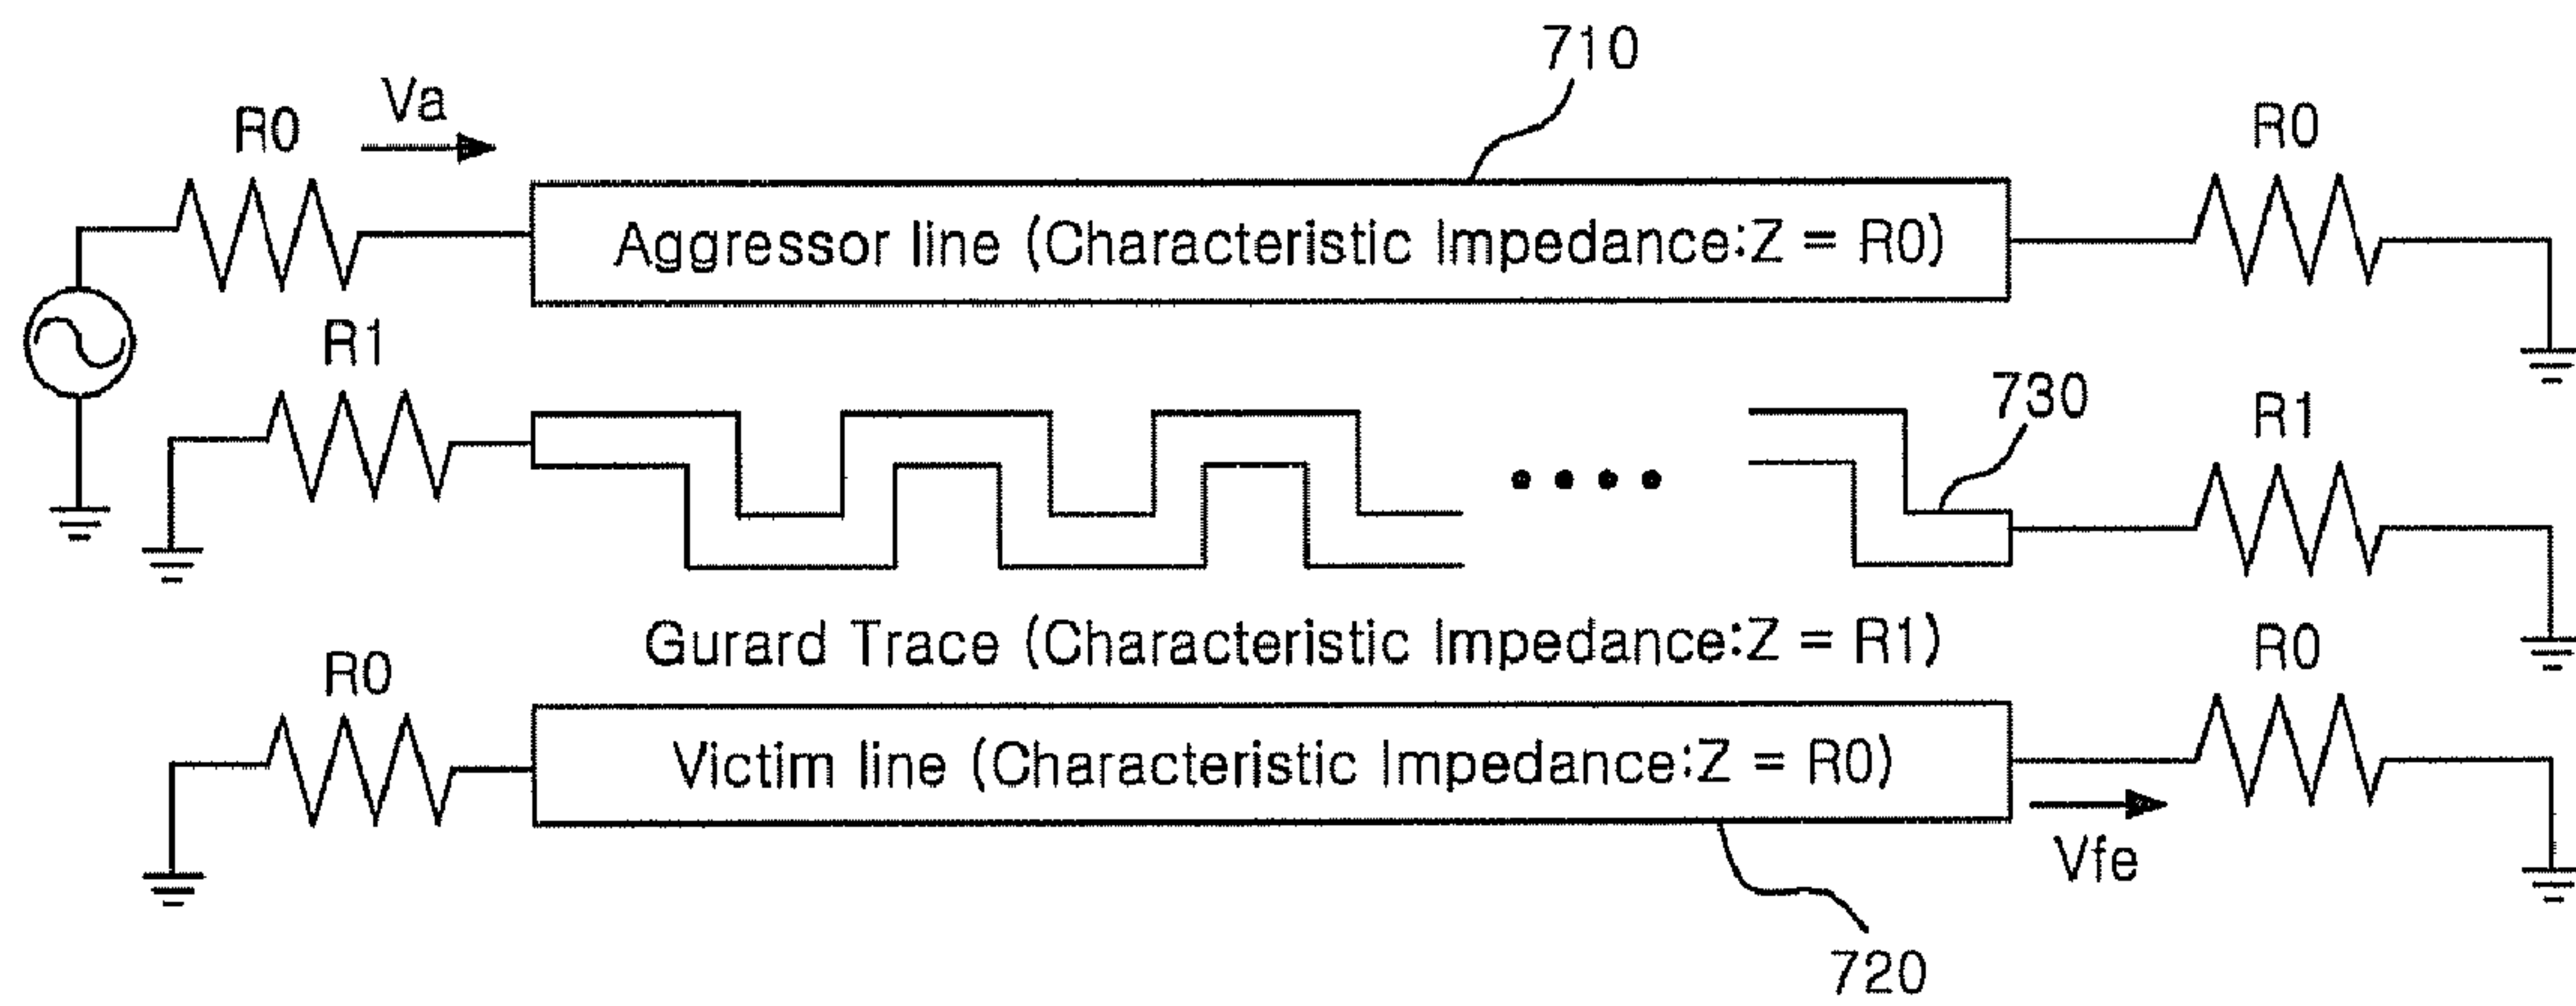 710
Va
R0
R0
Aggressor line (Characteristic Impedance:Z = R0)
R1
730
R1
Gurard Trace (Characteristic Impedance:Z = R1)
R0
R0
Victim line (Characteristic Impedance:Z = R0)
Vfe
720